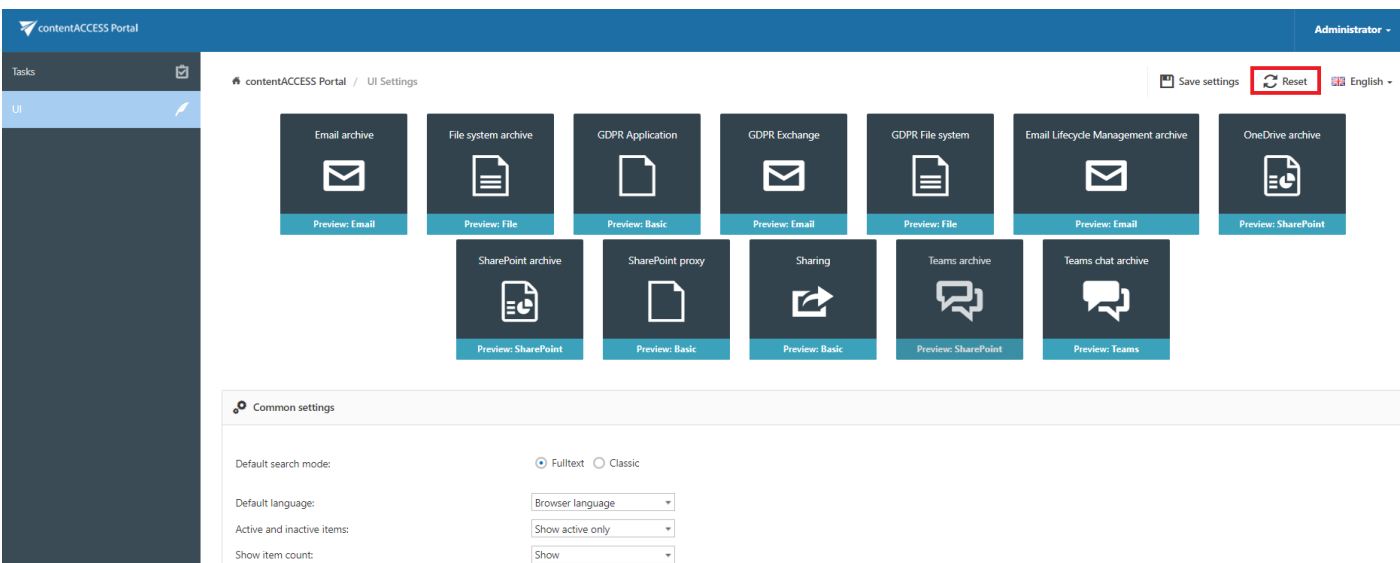 contentACCESS Portal
Administrator
Tasks
UI
contentACCESS Portal / UI Settings
Save settings
Reset
English
Email archive
Preview: Email
File system archive
Preview: File
GDPR Application
Preview: Basic
GDPR Exchange
Preview: Email
GDPR File system
Preview: File
Email Lifecycle Management archive
Preview: Email
OneDrive archive
Preview: SharePoint
SharePoint archive
Preview: SharePoint
SharePoint proxy
Preview: Basic
Sharing
Preview: Basic
Teams archive
Preview: SharePoint
Teams chat archive
Preview: Teams
Common settings
Default search mode: Fulltext Classic
Default language: Browser language
Active and inactive items: Show active only
Show item count: Show